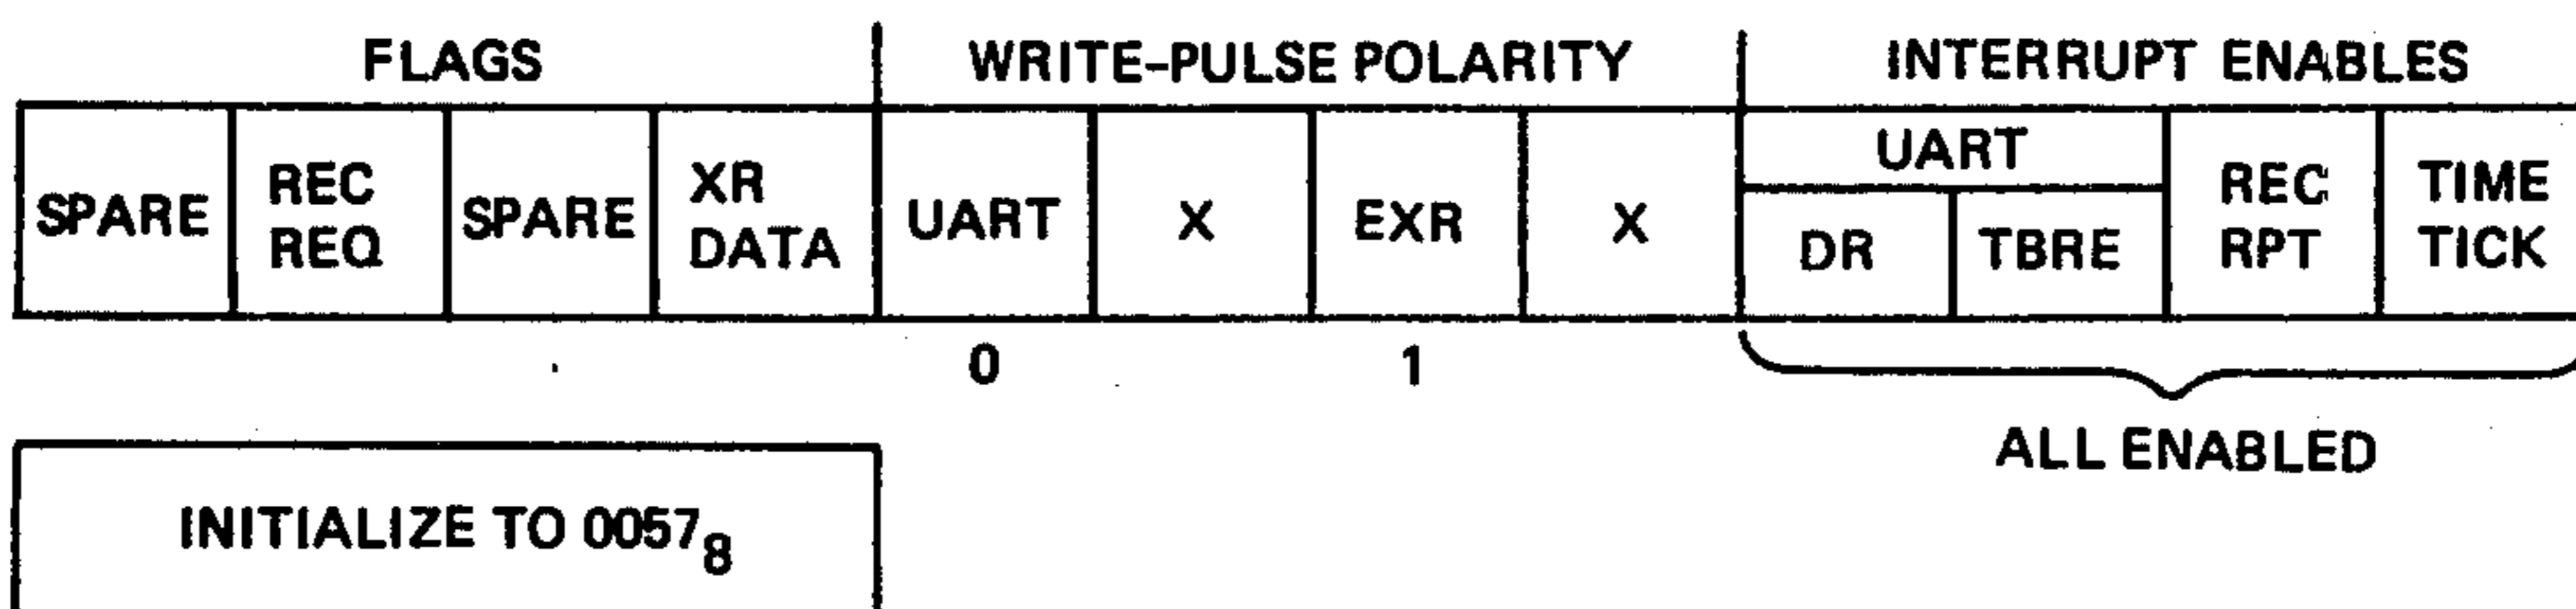 FLAGS WRITE-PULSE POLARITY INTERRUPT ENABLES
SPARE REC REQ SPARE XR DATA UART X EXR X UART DR TBRE REC RPT TIME TICK
0 1
ALL ENABLED
INITIALIZE TO 0057₈